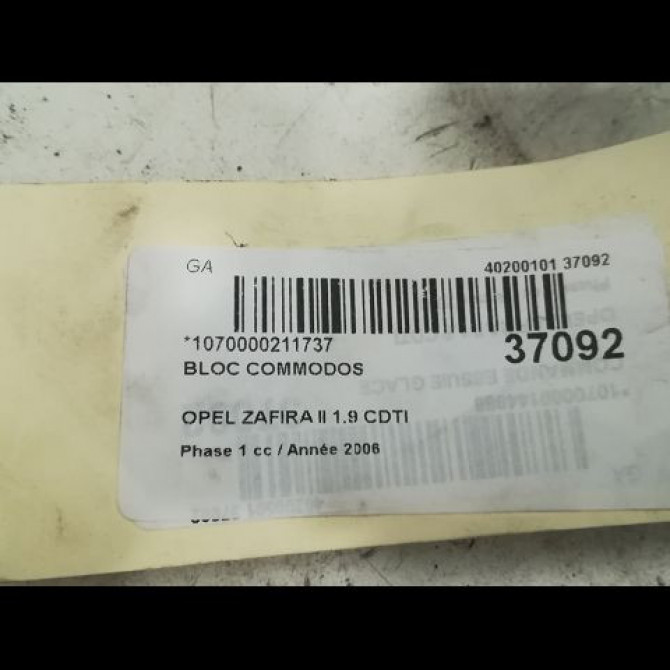 GA
40200101 37092
*1070000211737
37092
BLOC COMMODOS
OPEL ZAFIRA II 1.9 CDTI
Phase 1 cc / Année 2006